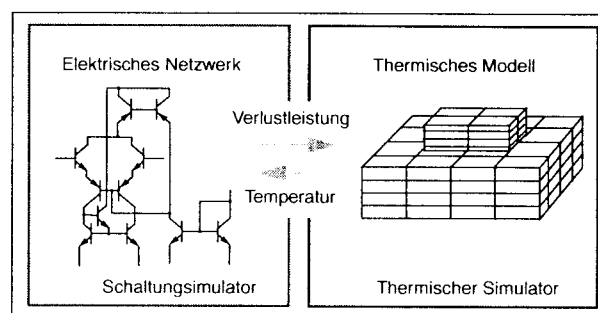 Elektrisches Netzwerk
Schaltungsimulator
Verlustleistung
Temperatur
Thermisches Modell
Thermischer Simulator